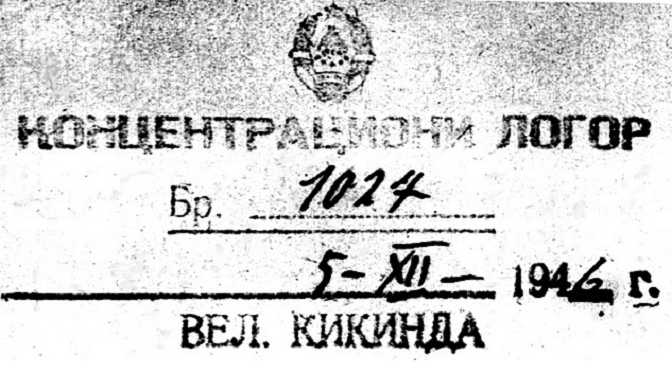 КОНЦЕНТРАЦИОНИ ЛОГОР
Бр. 1024
5-XII- 1946 г.
ВЕЛ. КИКИНДА